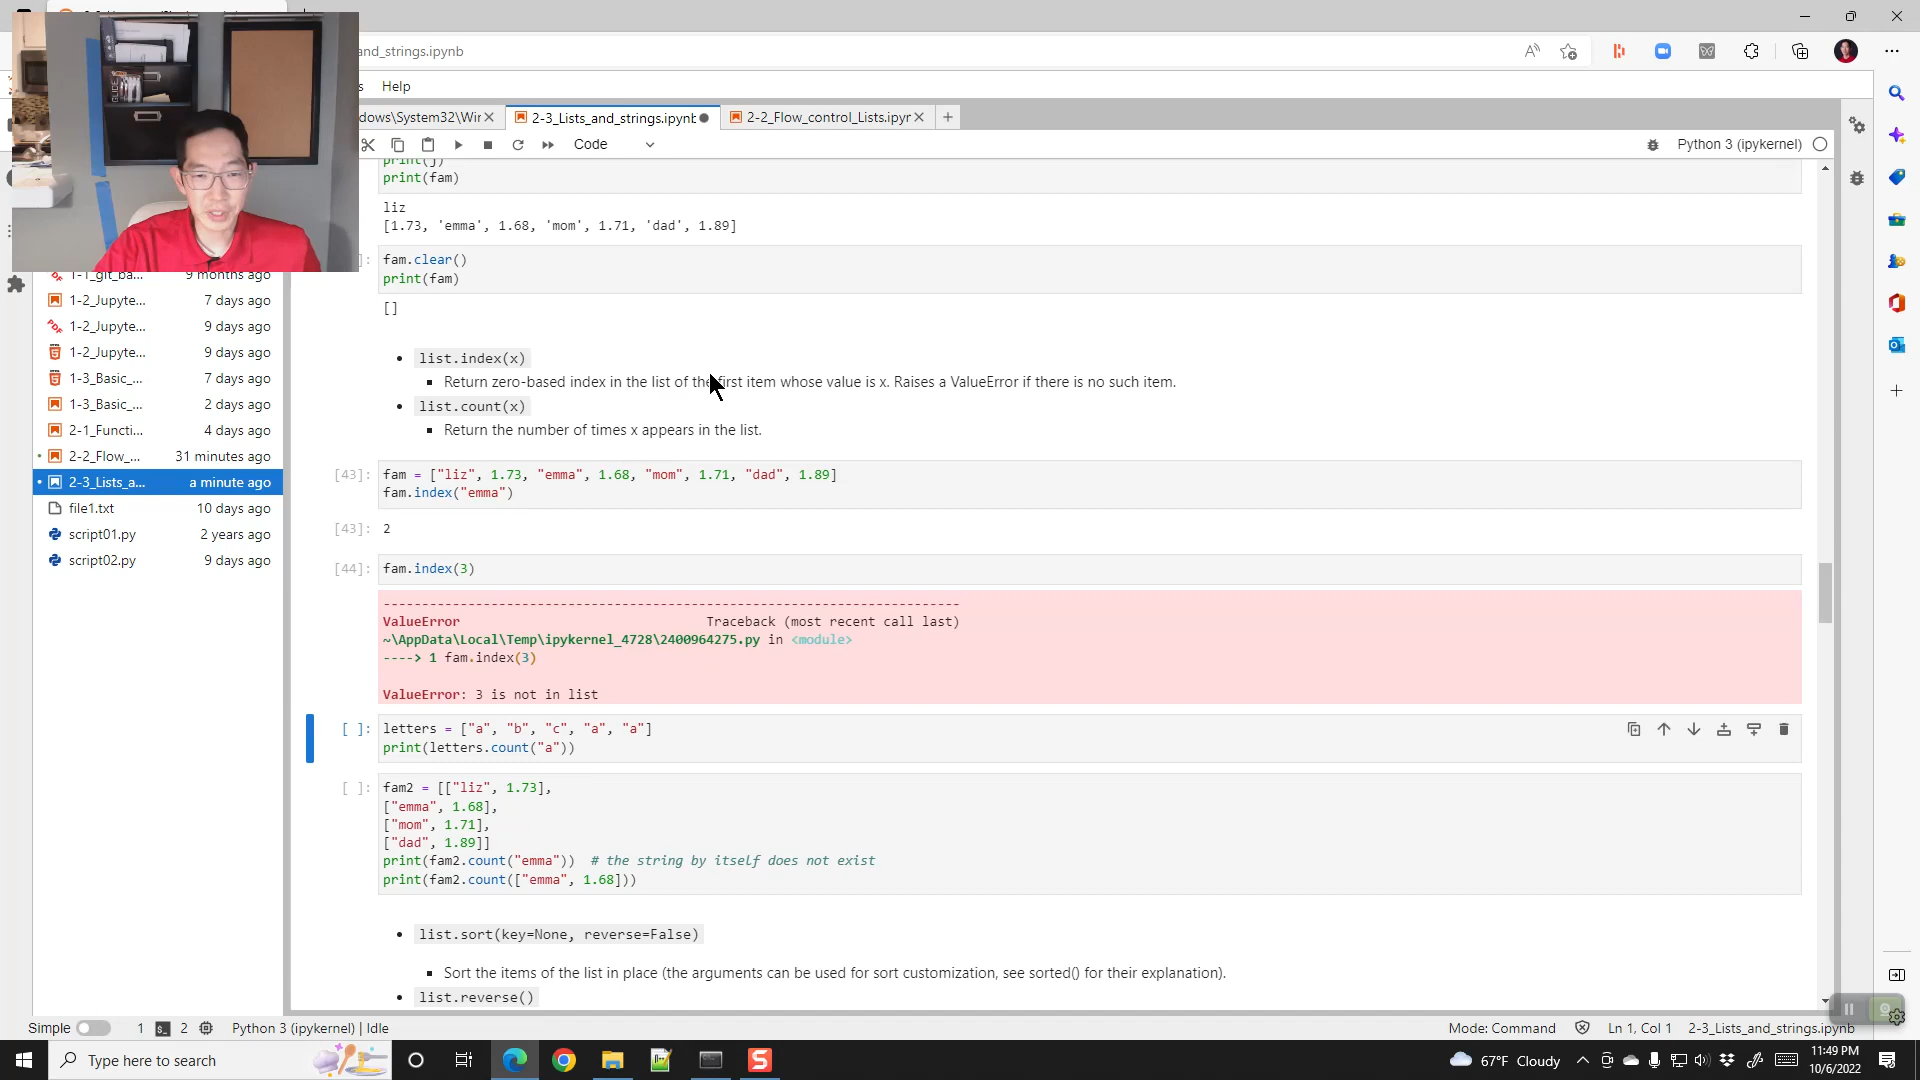 and_strings.ipynb
Help
dows\System32\Wir
2-3_Lists_and_strings.ipynb
2-2_Flow_control_Lists.ipyr
Code
Python 3 (ipykernel)
print(j)
print(fam)
liz
[1.73, 'emma', 1.68, 'mom', 1.71, 'dad', 1.89]
]:
fam.clear()
print(fam)
[]
list.index(x)
Return zero-based index in the list of the first item whose value is x. Raises a ValueError if there is no such item.
list.count(x)
Return the number of times x appears in the list.
[43]:
fam = ["liz", 1.73, "emma", 1.68, "mom", 1.71, "dad", 1.89]
fam.index("emma")
[43]: 2
[44]: fam.index(3)
---------------------------------------------------------------------------
ValueError Traceback (most recent call last)
~\AppData\Local\Temp\ipykernel_4728\2400964275.py in <module>
----> 1 fam.index(3)
ValueError: 3 is not in list
[ ]: letters = ["a", "b", "c", "a", "a"]
print(letters.count("a"))
[ ]: fam2 = [["liz", 1.73],
["emma", 1.68],
["mom", 1.71],
["dad", 1.89]]
print(fam2.count("emma")) # the string by itself does not exist
print(fam2.count(["emma", 1.68]))
list.sort(key=None, reverse=False)
Sort the items of the list in place (the arguments can be used for sort customization, see sorted() for their explanation).
list.reverse()
1-1_git_ba... 9 months ago
1-2_Jupyte... 7 days ago
1-2_Jupyte... 9 days ago
1-2_Jupyte... 9 days ago
1-3_Basic_... 7 days ago
1-3_Basic_... 2 days ago
2-1_Functi... 4 days ago
2-2_Flow_... 31 minutes ago
2-3_Lists_a... a minute ago
file1.txt 10 days ago
script01.py 2 years ago
script02.py 9 days ago
Simple 1 2 Python 3 (ipykernel) | Idle
Mode: Command Ln 1, Col 1 2-3_Lists_and_strings.ipynb
Type here to search
67°F Cloudy
11:49 PM
10/6/2022